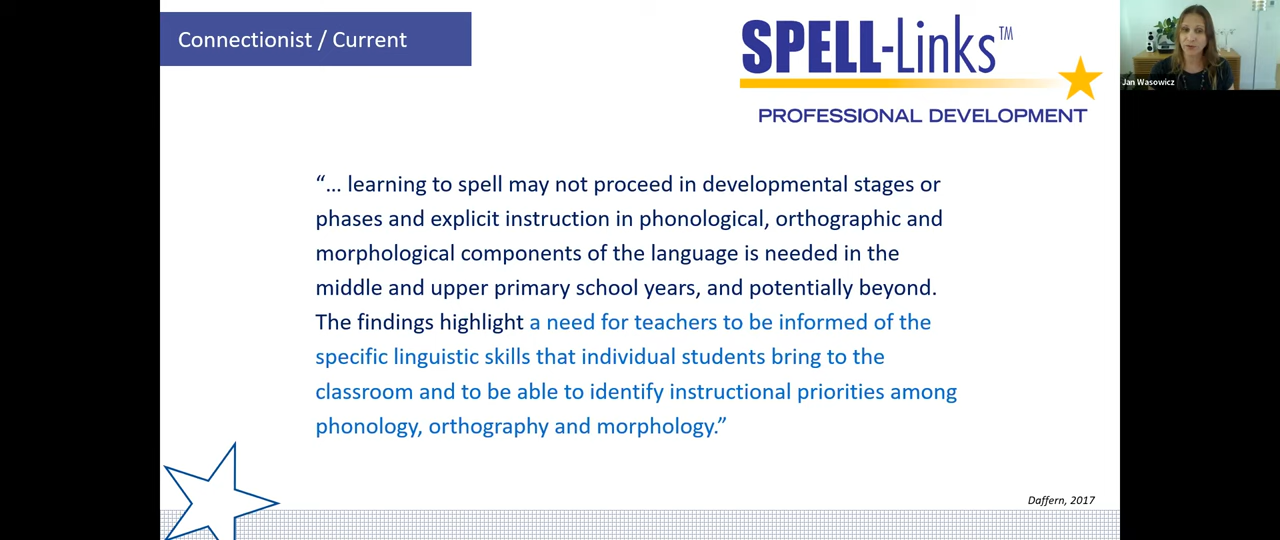 Connectionist / Current
SPELL-Links™
PROFESSIONAL DEVELOPMENT
Jan Wasowicz
“… learning to spell may not proceed in developmental stages or
phases and explicit instruction in phonological, orthographic and
morphological components of the language is needed in the
middle and upper primary school years, and potentially beyond.
The findings highlight a need for teachers to be informed of the
specific linguistic skills that individual students bring to the
classroom and to be able to identify instructional priorities among
phonology, orthography and morphology.”
Daffern, 2017